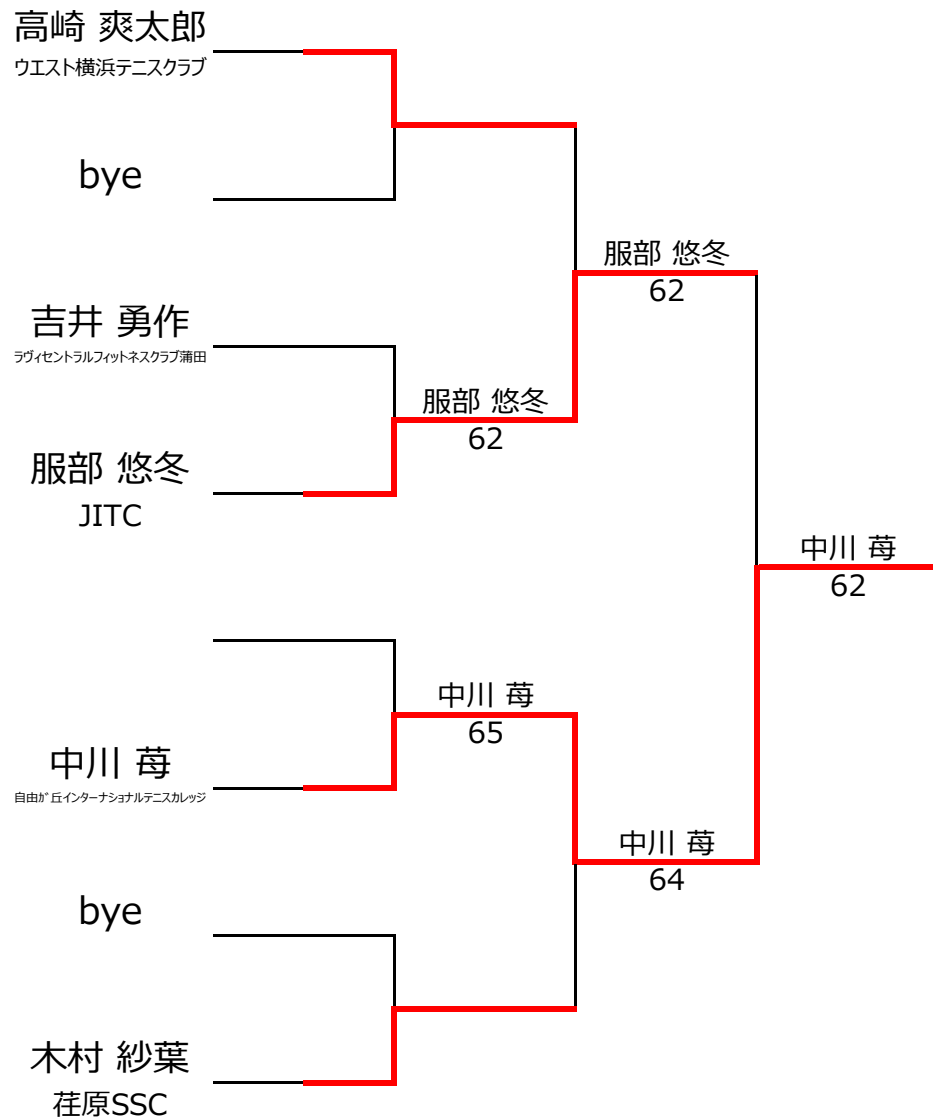 高崎 爽太郎
ウエスト横浜テニスクラブ
bye
服部 悠冬
62
吉井 勇作
ラヴィセントラルフィットネスクラブ蒲田
服部 悠冬
62
服部 悠冬
JITC
中川 苺
62
中川 苺
65
中川 苺
自由が丘インターナショナルテニスカレッジ
中川 苺
64
bye
木村 紗葉
荏原SSC